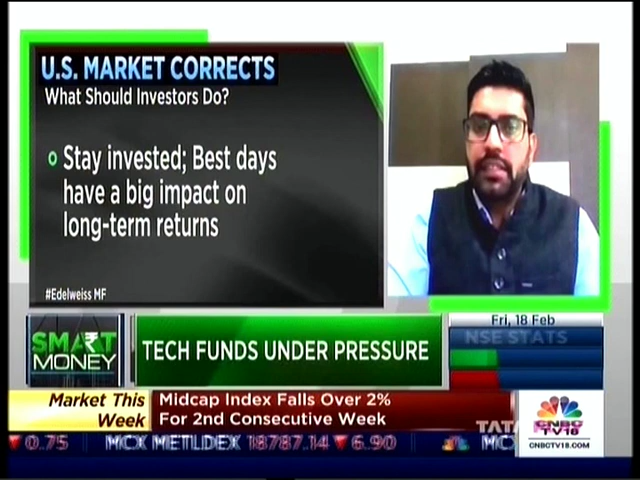 U.S. MARKET CORRECTS
What Should Investors Do?
Stay invested; Best days
have a big impact on
long-term returns
#Edelweiss MF
Fri, 18 Feb
NSE STATS
SMA₹T
MONEY
TECH FUNDS UNDER PRESSURE
Market This
Week
Midcap Index Falls Over 2%
For 2nd Consecutive Week
TATA
CNBC
TV18
CNBCTV18.COM
▼0.75 MCX METLDEX 18787.14 ▼6.90 MC